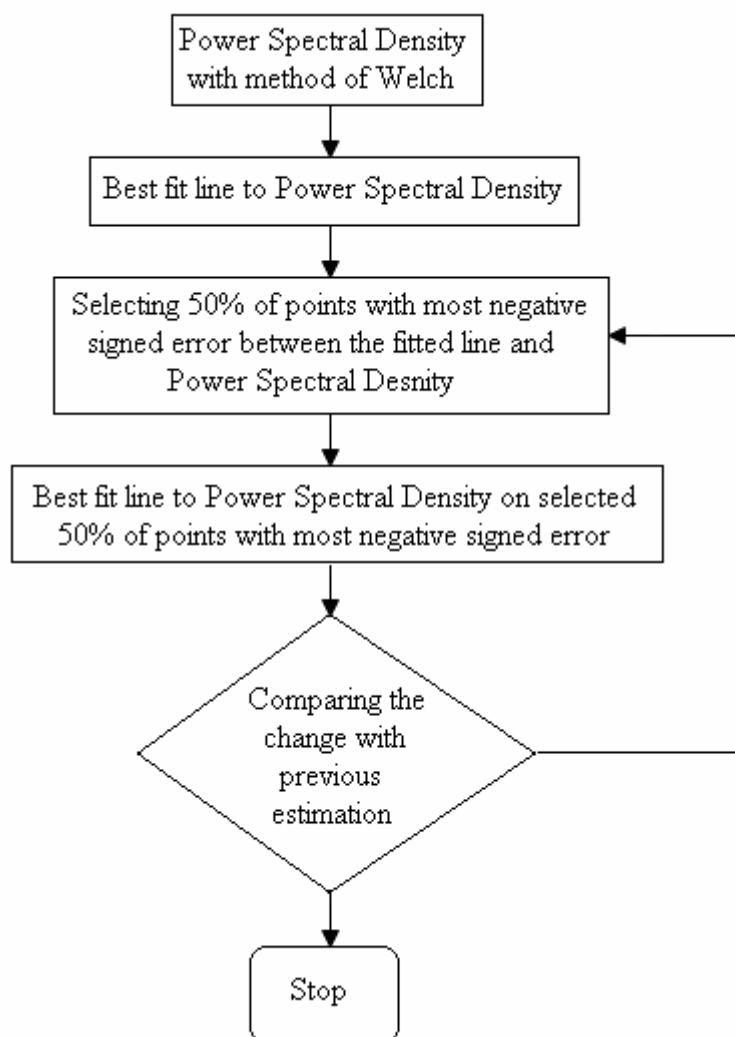 Power Spectral Density
with method of Welch
Best fit line to Power Spectral Density
Selecting 50% of points with most negative
signed error between the fitted line and
Power Spectral Desnity
Best fit line to Power Spectral Density on selected
50% of points with most negative signed error
Comparing the
change with
previous
estimation
Stop